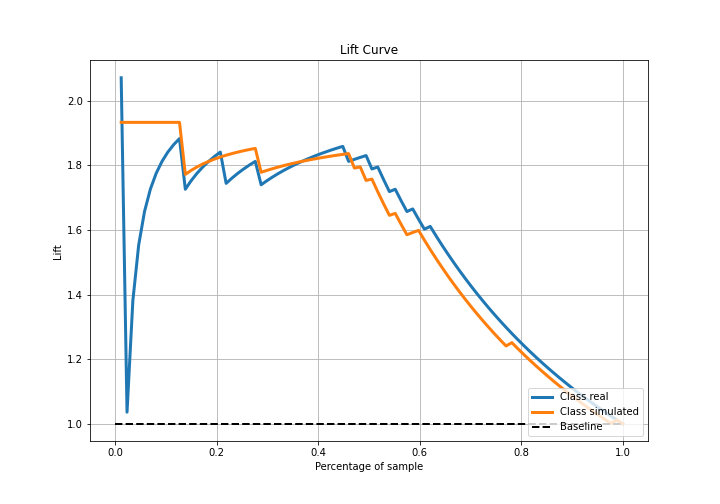 Lift Curve
Lift
2.0
1.8
1.6
1.4
1.2
1.0
0.0
0.2
0.4
0.6
0.8
1.0
Percentage of sample
Class real
Class simulated
Baseline